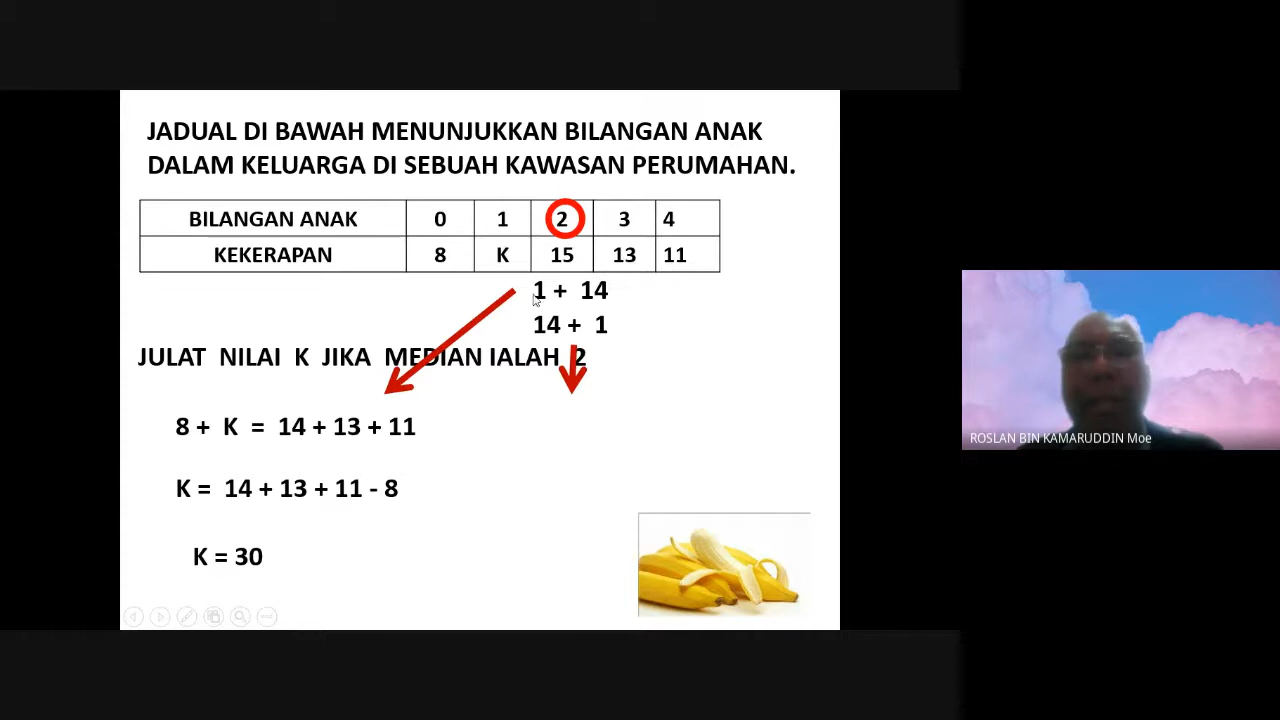 JADUAL DI BAWAH MENUNJUKKAN BILANGAN ANAK
DALAM KELUARGA DI SEBUAH KAWASAN PERUMAHAN.
BILANGAN ANAK 0 1 2 3 4
KEKERAPAN 8 K 15 13 11
1 + 14
14 + 1
JULAT NILAI K JIKA MEDIAN IALAH 2
8 + K = 14 + 13 + 11
K = 14 + 13 + 11 - 8
K = 30
ROSLAN BIN KAMARUDDIN Moe